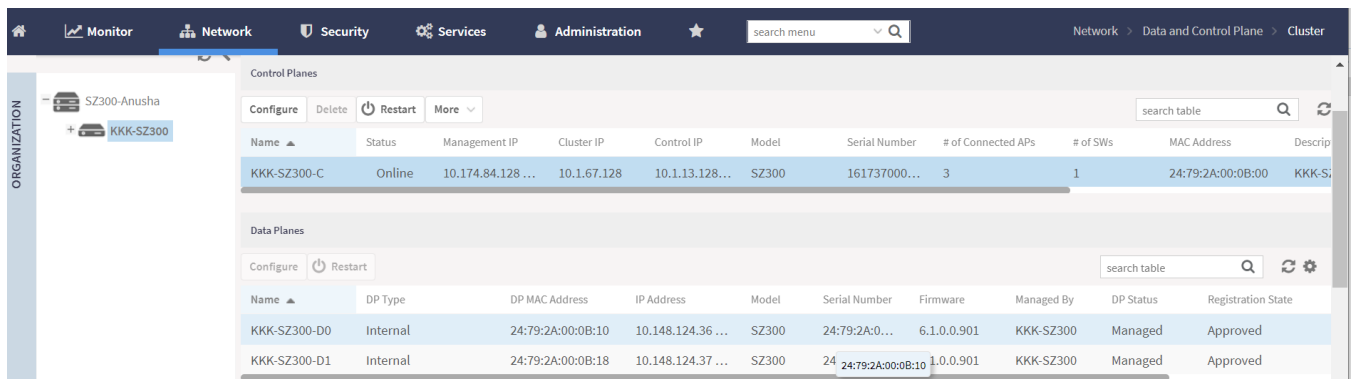 Monitor Network Security Services Administration search menu Network > Data and Control Plane > Cluster
ORGANIZATION
SZ300-Anusha
KKK-SZ300
Control Planes
Configure Delete Restart More search table
Name Status Management IP Cluster IP Control IP Model Serial Number # of Connected APs # of SWs MAC Address Descrip
KKK-SZ300-C Online 10.174.84.128 ... 10.1.67.128 10.1.13.128... SZ300 161737000... 3 1 24:79:2A:00:0B:00 KKK-SZ
Data Planes
Configure Restart search table
Name DP Type DP MAC Address IP Address Model Serial Number Firmware Managed By DP Status Registration State
KKK-SZ300-D0 Internal 24:79:2A:00:0B:10 10.148.124.36 ... SZ300 24:79:2A:0... 6.1.0.0.901 KKK-SZ300 Managed Approved
KKK-SZ300-D1 Internal 24:79:2A:00:0B:18 10.148.124.37 ... SZ300 24 24:79:2A:00:0B:10 .1.0.0.901 KKK-SZ300 Managed Approved